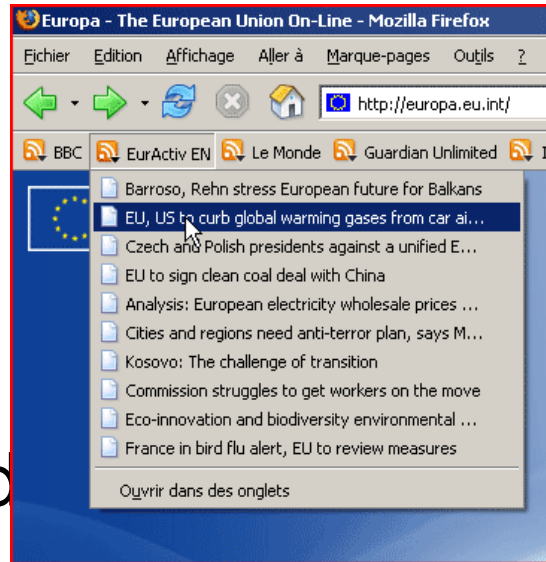 Europa - The European Union On-Line - Mozilla Firefox
Fichier Edition Affichage Aller à Marque-pages Outils ?
http://europa.eu.int/
BBC EurActiv EN Le Monde Guardian Unlimited I
Barroso, Rehn stress European future for Balkans
EU, US to curb global warming gases from car ai...
Czech and Polish presidents against a unified E...
EU to sign clean coal deal with China
Analysis: European electricity wholesale prices ...
Cities and regions need anti-terror plan, says M...
Kosovo: The challenge of transition
Commission struggles to get workers on the move
Eco-innovation and biodiversity environmental ...
France in bird flu alert, EU to review measures
d
Ouvrir dans des onglets